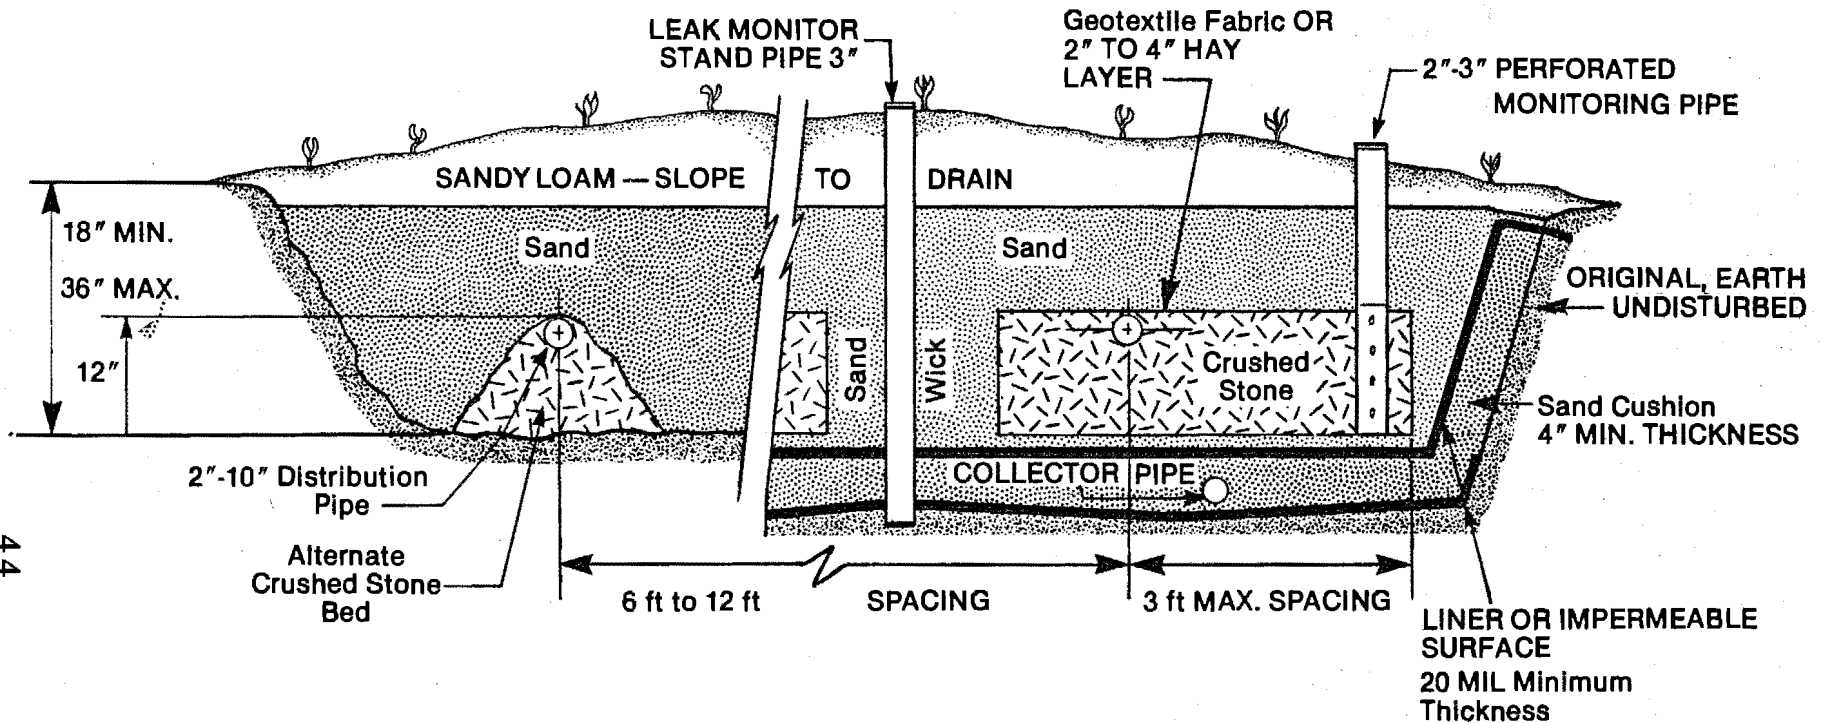 LEAK MONITOR
STAND PIPE 3"
Geotextile Fabric OR
2" TO 4" HAY
LAYER
2"-3" PERFORATED
MONITORING PIPE
SANDY LOAM — SLOPE TO DRAIN
18" MIN.
36" MAX.
12"
Sand
Sand
ORIGINAL, EARTH
UNDISTURBED
Sand
Wick
Crushed
Stone
Sand Cushion
4" MIN. THICKNESS
COLLECTOR PIPE
2"-10" Distribution
Pipe
Alternate
Crushed Stone
Bed
6 ft to 12 ft SPACING
3 ft MAX. SPACING
LINER OR IMPERMEABLE
SURFACE
20 MIL Minimum
Thickness
44